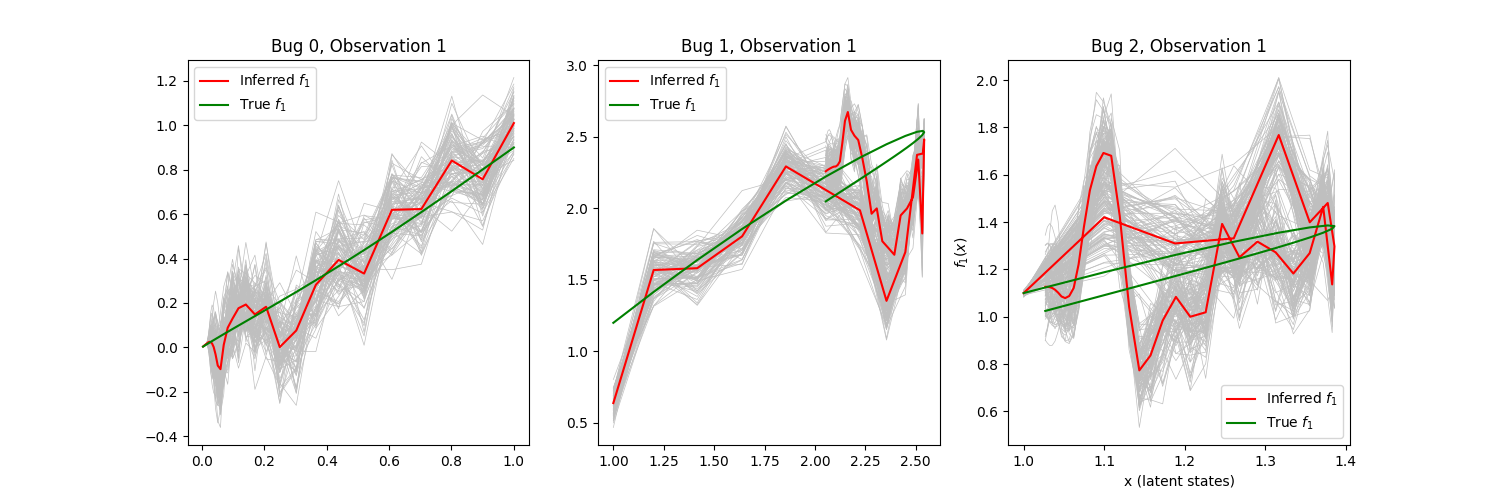 Bug 0, Observation 1
Inferred f₁
True f₁
1.2
1.0
0.8
0.6
0.4
0.2
0.0
−0.2
−0.4
0.0 0.2 0.4 0.6 0.8 1.0
Bug 1, Observation 1
Inferred f₁
True f₁
3.0
2.5
2.0
1.5
1.0
0.5
1.00 1.25 1.50 1.75 2.00 2.25 2.50
Bug 2, Observation 1
f₁(x)
2.0
1.8
1.6
1.4
1.2
1.0
0.8
0.6
Inferred f₁
True f₁
1.0 1.1 1.2 1.3 1.4
x (latent states)